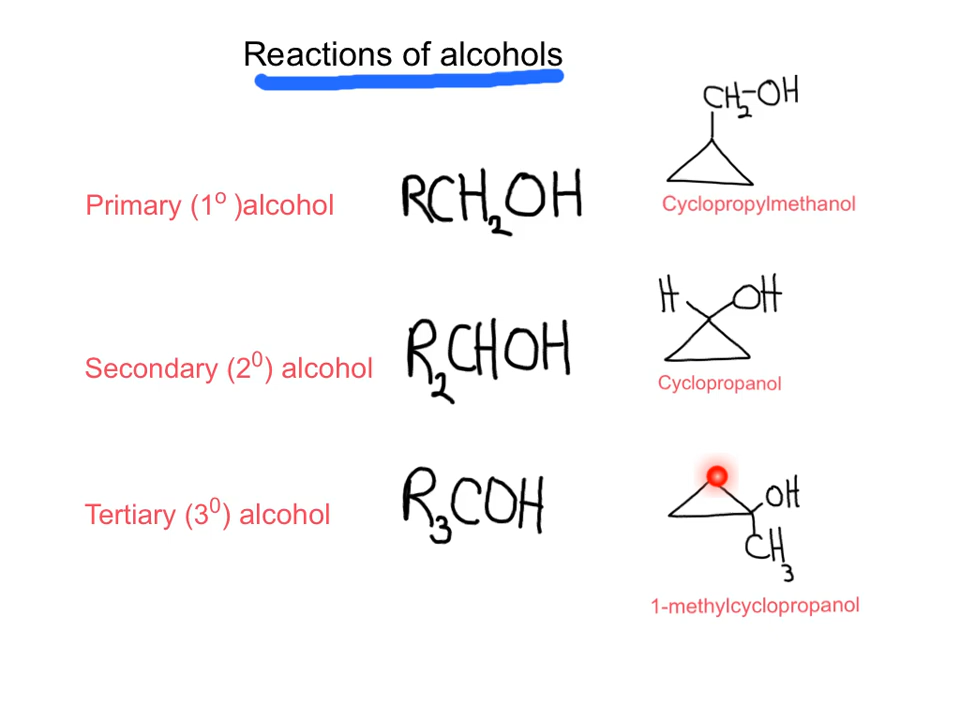 Reactions of alcohols
CH₂-OH
Primary (1º )alcohol
RCH₂OH
Cyclopropylmethanol
H OH
Secondary (2⁰) alcohol
R₂CHOH
Cyclopropanol
Tertiary (3⁰) alcohol
R₃COH
OH
CH₃
1-methylcyclopropanol